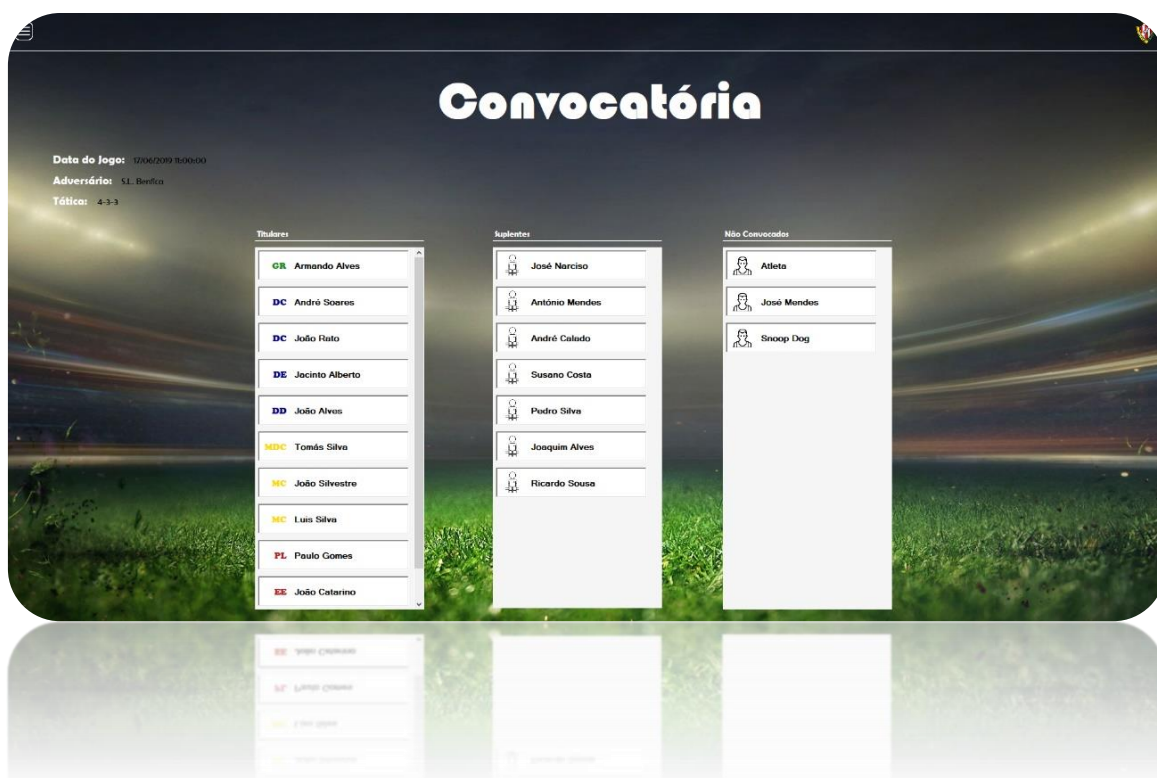 Convocatória
Data do Jogo: 17/06/2019 11:00:00
Adversário: S.L. Benfica
Tática: 4-3-3
Titulares
GR Armando Alves
DC André Soares
DC João Rato
DE Jacinto Alberto
DD João Alves
MDC Tomás Silva
MC João Silvestre
MC Luis Silva
PL Paulo Gomes
EE João Catarino
Suplentes
José Narciso
António Mendes
André Calado
Susano Costa
Pedro Silva
Joaquim Alves
Ricardo Sousa
Não Convocados
Atleta
José Mendes
Snoop Dog